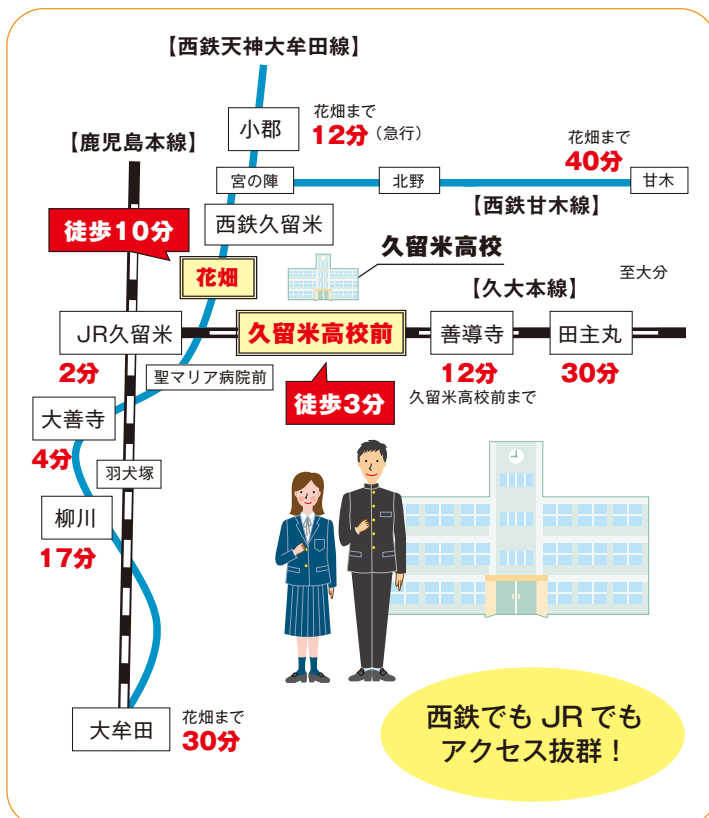 【西鉄天神大牟田線】
小郡
花畑まで
12分（急行）
【鹿児島本線】
花畑まで
40分
宮の陣
北野
甘木
【西鉄甘木線】
徒歩10分
西鉄久留米
久留米高校
花畑
【久大本線】
至大分
JR久留米
久留米高校前
善導寺
田主丸
2分
聖マリア病院前
徒歩3分
12分
30分
久留米高校前まで
大善寺
4分
羽犬塚
柳川
17分
大牟田
花畑まで
30分
西鉄でも JR でも
アクセス抜群！